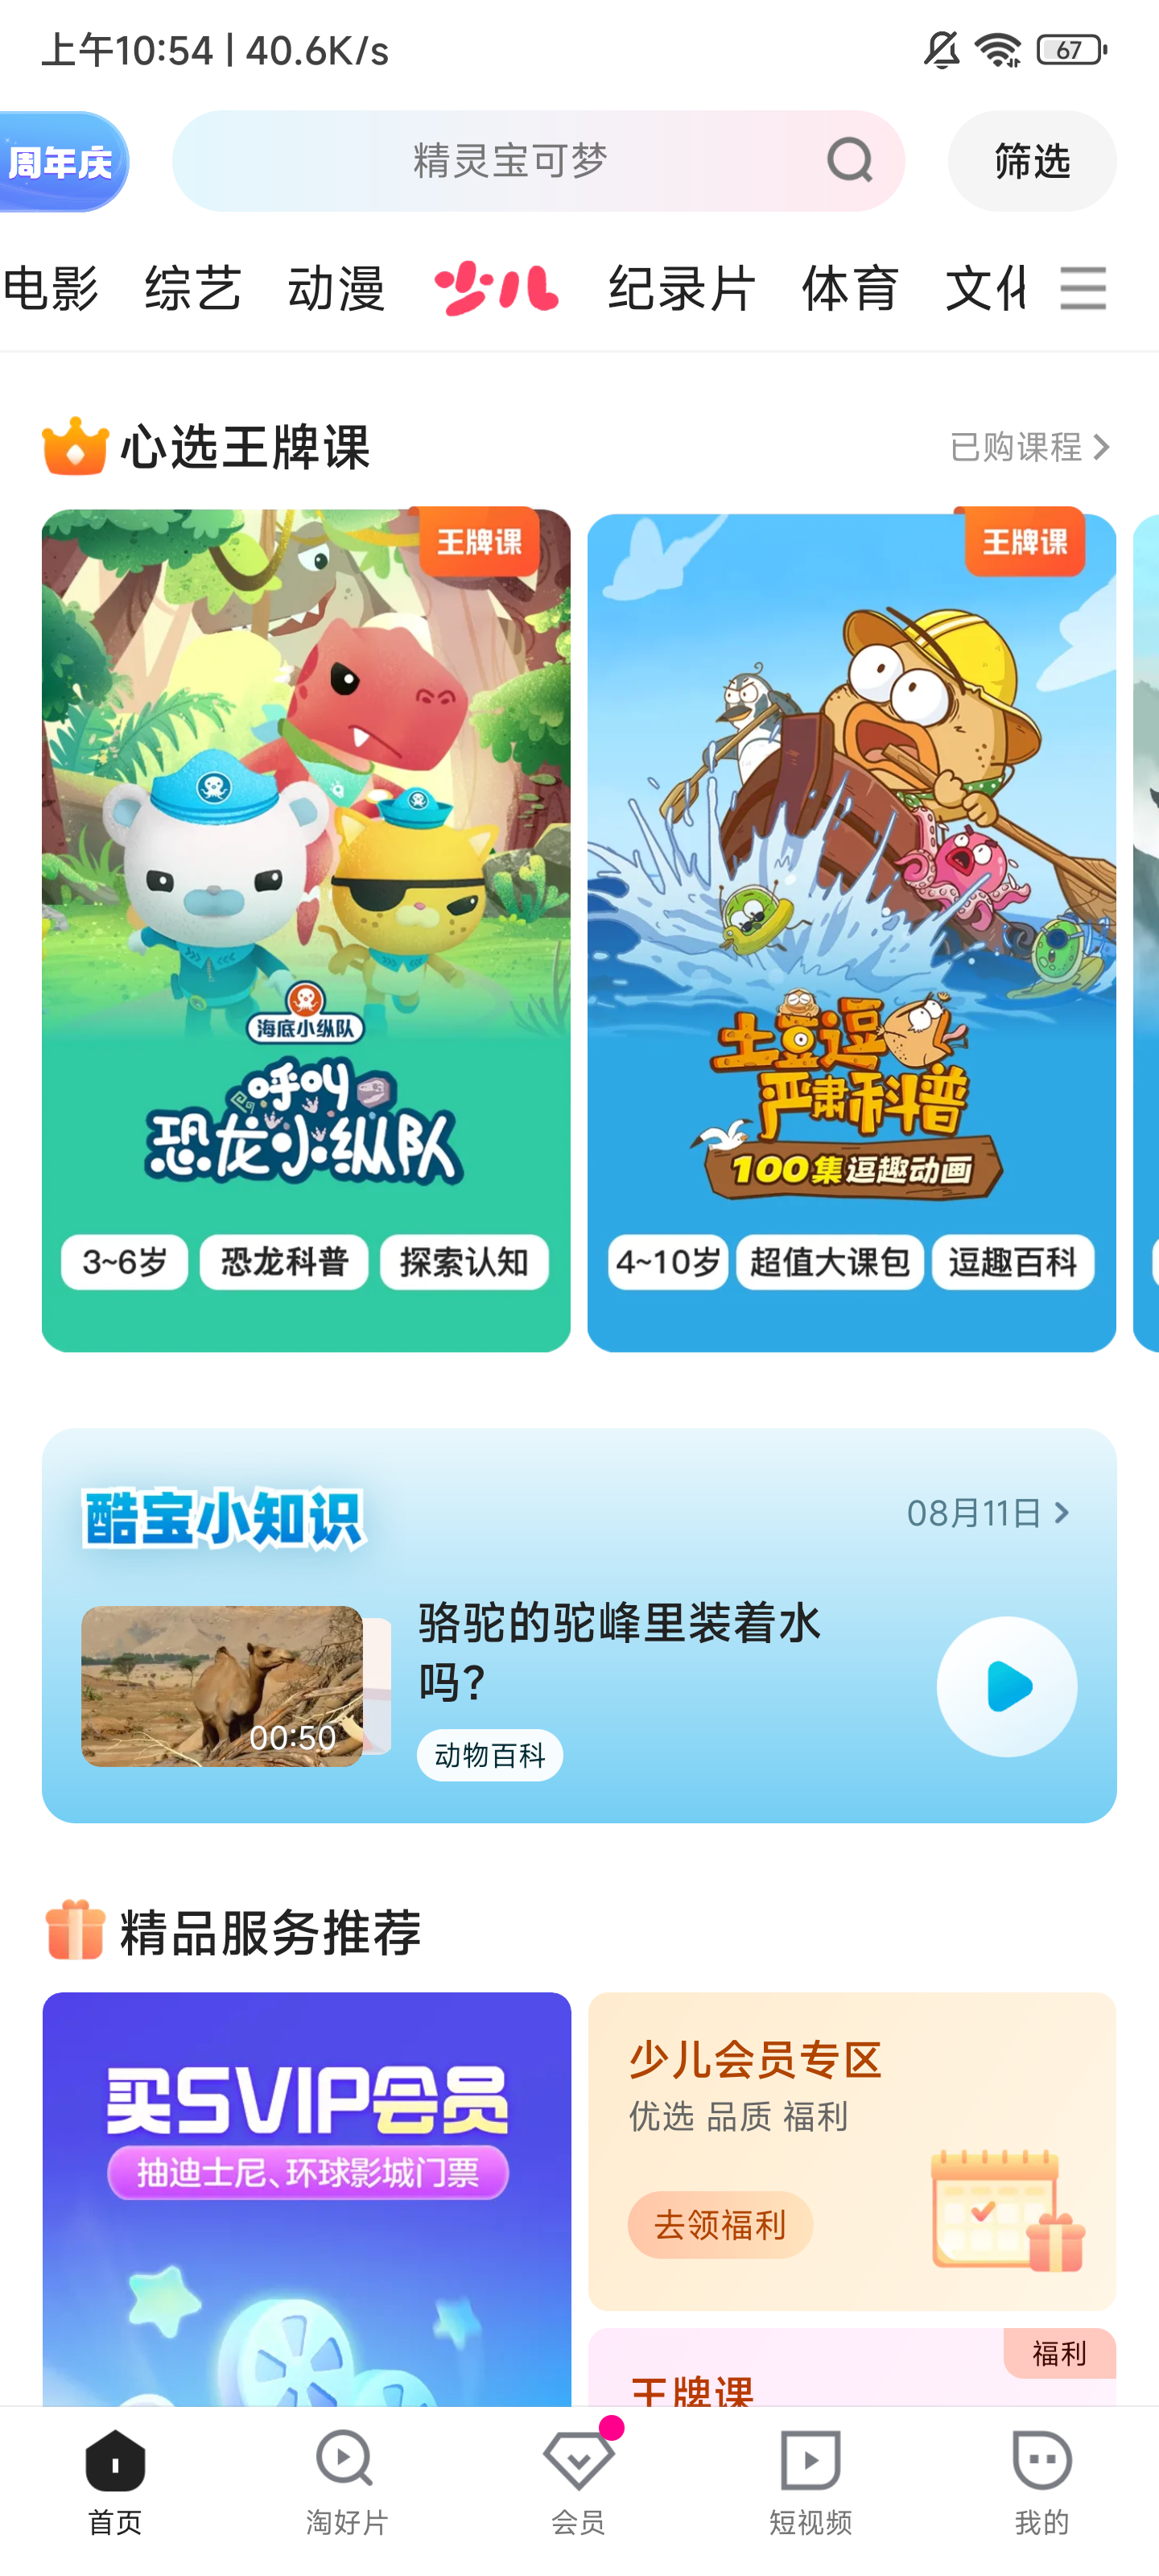 上午10:54 | 40.6K/s
67
周年庆
精灵宝可梦
筛选
电影 综艺 动漫 少儿 纪录片 体育 文化
心选王牌课
已购课程
王牌课
海底小纵队
呼叫
恐龙小纵队
3~6岁 恐龙科普 探索认知
王牌课
土豆逗
严肃科普
100集逗趣动画
4~10岁 超值大课包 逗趣百科
酷宝小知识
08月11日
00:50
骆驼的驼峰里装着水
吗?
动物百科
精品服务推荐
买SVIP会员
抽迪士尼、环球影城门票
少儿会员专区
优选 品质 福利
去领福利
福利
王牌课
首页 淘好片 会员 短视频 我的